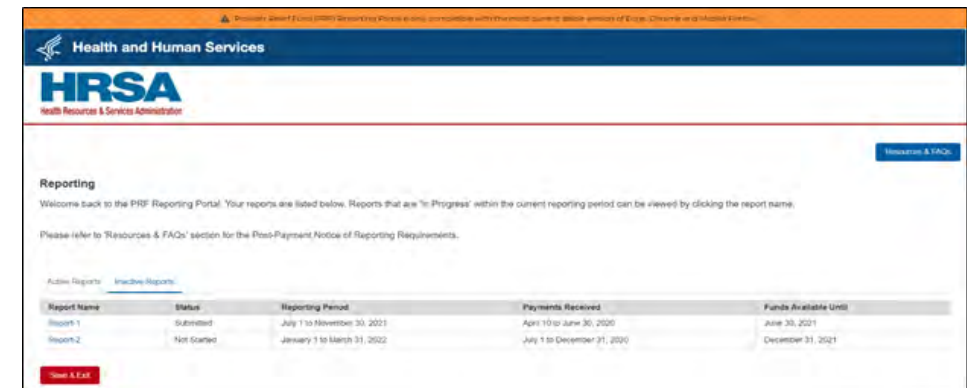 Provider Relief Fund (PRF) Reporting Portal is only compatible with the most current stable version of Edge, Chrome and Mozilla Firefox.
Health and Human Services
HRSA
Health Resources & Services Administration
Resources & FAQs
Reporting
Welcome back to the PRF Reporting Portal. Your reports are listed below. Reports that are 'In Progress' within the current reporting period can be viewed by clicking the report name.
Please refer to 'Resources & FAQs' section for the Post-Payment Notice of Reporting Requirements.
Active Reports Inactive Reports
Report Name Status Reporting Period Payments Received Funds Available Until
Report-1 Submitted July 1 to November 30, 2021 April 10 to June 30, 2020 June 30, 2021
Report-2 Not Started January 1 to March 31, 2022 July 1 to December 31, 2020 December 31, 2021
Save & Exit